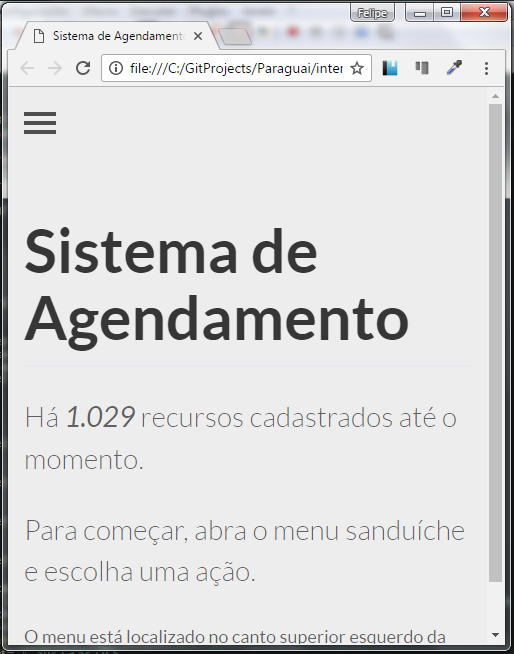 Felipe
Sistema de Agendament
file:///C:/GitProjects/Paraguai/inter
Sistema de
Agendamento
Há 1.029 recursos cadastrados até o
momento.
Para começar, abra o menu sanduíche
e escolha uma ação.
O menu está localizado no canto superior esquerdo da